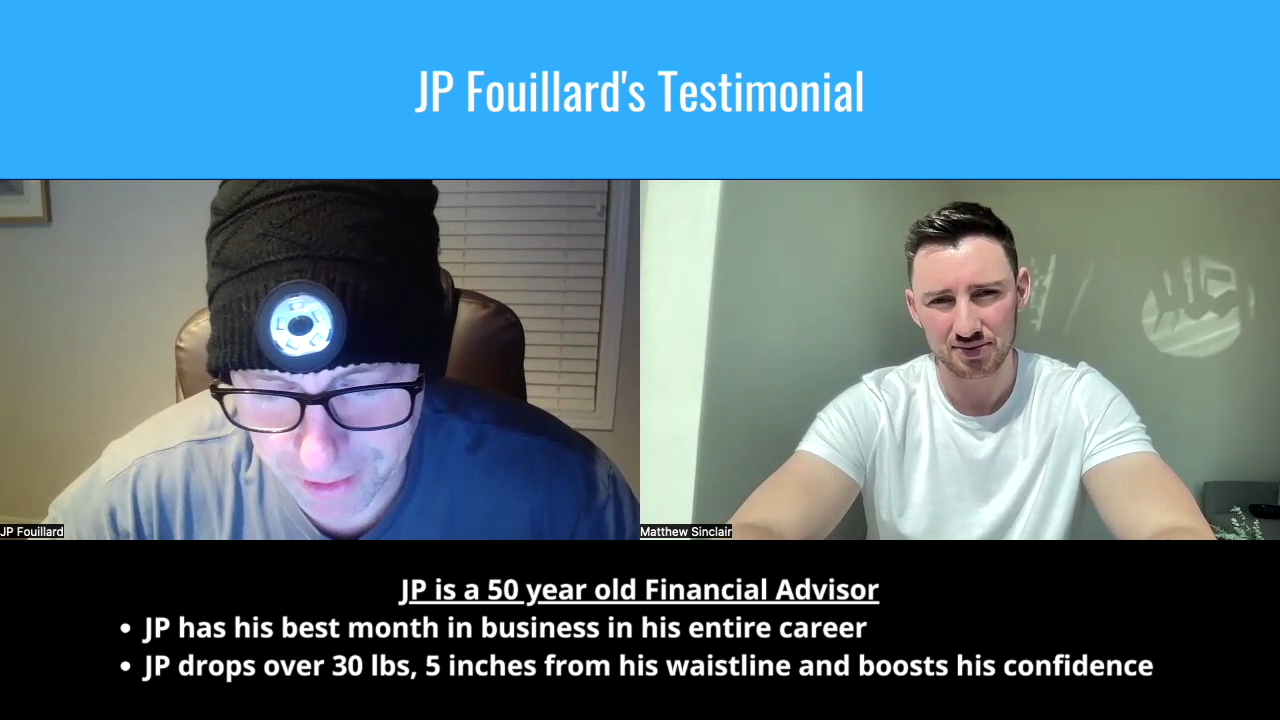 JP Fouillard's Testimonial
JP Fouillard
Matthew Sinclair
JP is a 50 year old Financial Advisor
• JP has his best month in business in his entire career
• JP drops over 30 lbs, 5 inches from his waistline and boosts his confidence